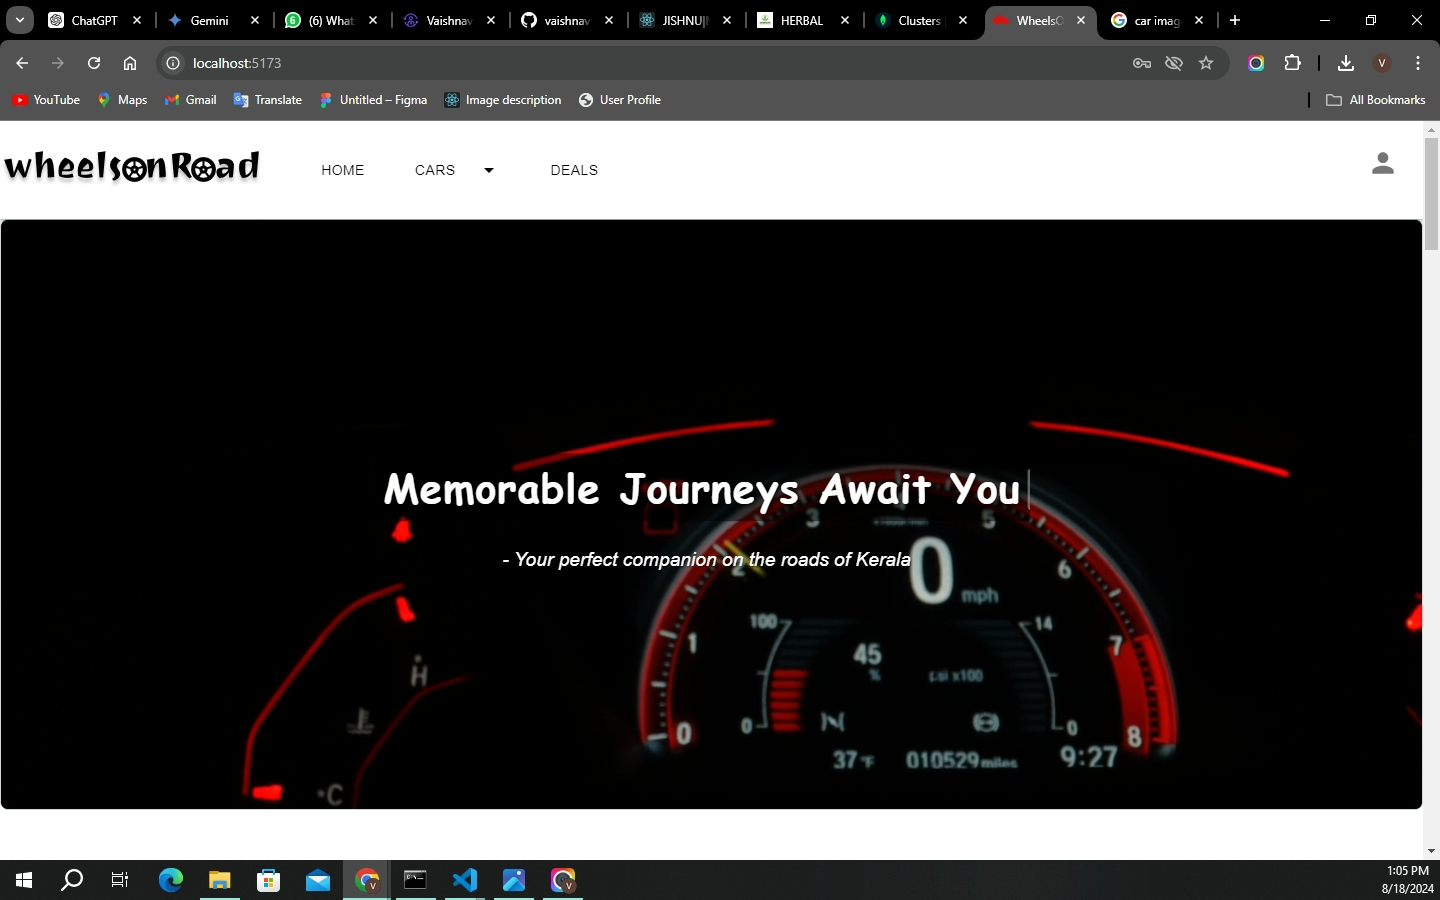 ChatGPT
Gemini
(6) What
Vaishnav
vaishnav
JISHNU|
HERBAL
Clusters
WheelsO
car imag
localhost:5173
YouTube
Maps
Gmail
Translate
Untitled – Figma
Image description
User Profile
All Bookmarks
wheelsonRoad
HOME
CARS
DEALS
Memorable Journeys Await You
- Your perfect companion on the roads of Kerala
3
5
2
0
mph
6
1
100
14
7
45
%
psi x100
H
0
0
0
8
37 °F
010529 miles
9:27
°C
1:05 PM
8/18/2024